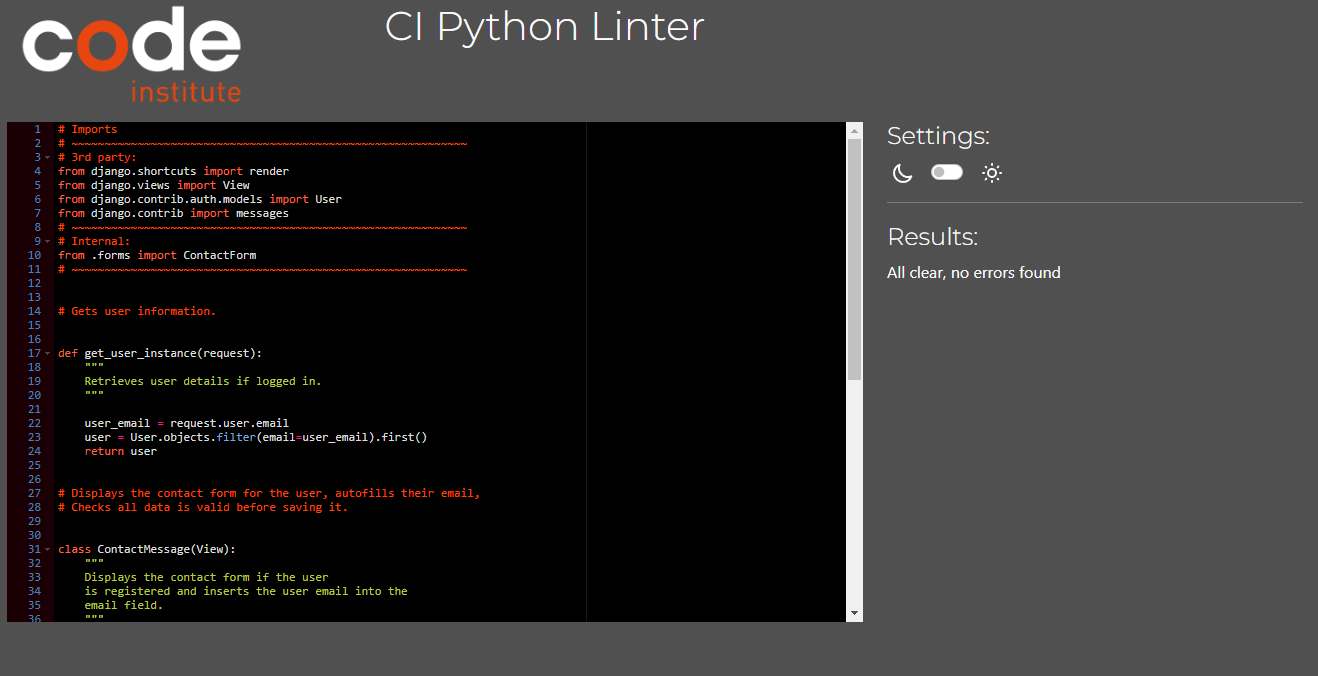 code
institute
CI Python Linter
1 # Imports
2 # ~~~~~~~~~~~~~~~~~~~~~~~~~~~~~~~~~~~~~~~~~~~~~~~~~~~~~~~~~~~~
3 # 3rd party:
4 from django.shortcuts import render
5 from django.views import View
6 from django.contrib.auth.models import User
7 from django.contrib import messages
8 # ~~~~~~~~~~~~~~~~~~~~~~~~~~~~~~~~~~~~~~~~~~~~~~~~~~~~~~~~~~~~
9 # Internal:
10 from .forms import ContactForm
11 # ~~~~~~~~~~~~~~~~~~~~~~~~~~~~~~~~~~~~~~~~~~~~~~~~~~~~~~~~~~~~
12
13
14 # Gets user information.
15
16
17 def get_user_instance(request):
18     """
19     Retrieves user details if logged in.
20     """
21
22     user_email = request.user.email
23     user = User.objects.filter(email=user_email).first()
24     return user
25
26
27 # Displays the contact form for the user, autofills their email,
28 # Checks all data is valid before saving it.
29
30
31 class ContactMessage(View):
32     """
33     Displays the contact form if the user
34     is registered and inserts the user email into the
35     email field.
36     """
Settings:
Results:
All clear, no errors found